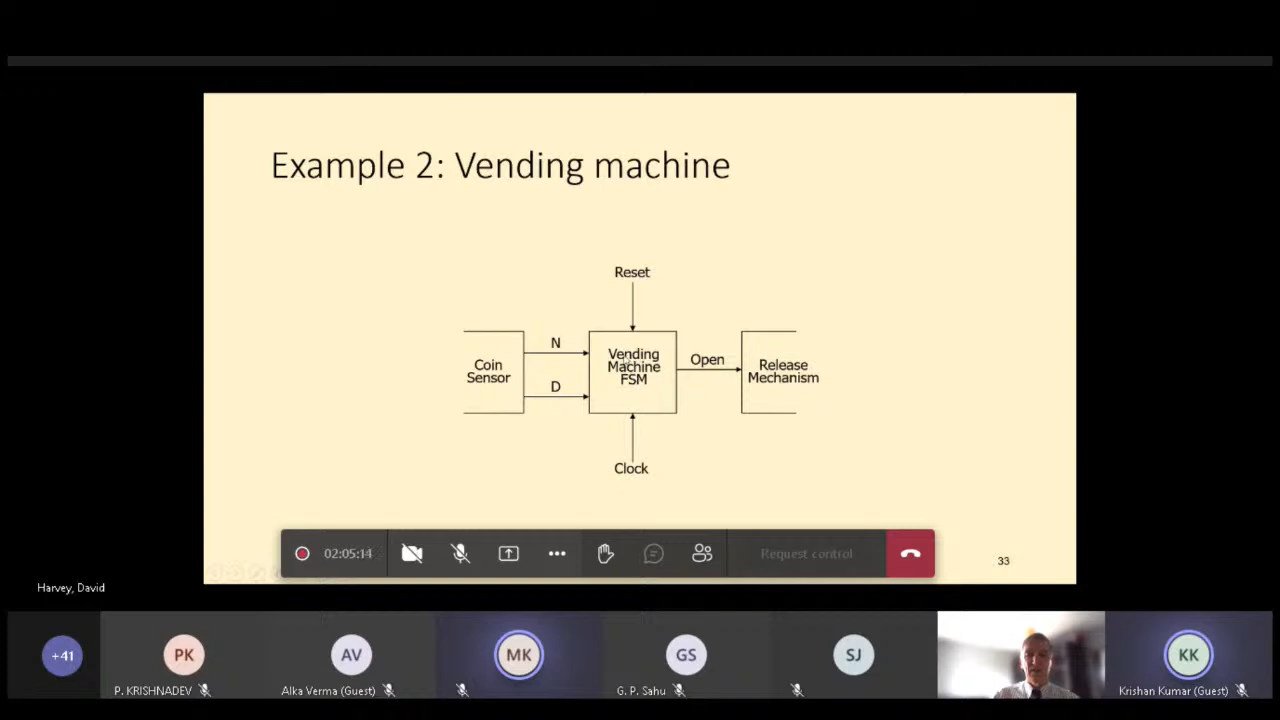 Example 2: Vending machine
Reset
N
Coin
Sensor
D
Vending
Machine
FSM
Open
Release
Mechanism
Clock
02:05:14
Request control
33
Harvey, David
+41
PK
P. KRISHNADEV
AV
Alka Verma (Guest)
MK
GS
G. P. Sahu
SJ
KK
Krishan Kumar (Guest)